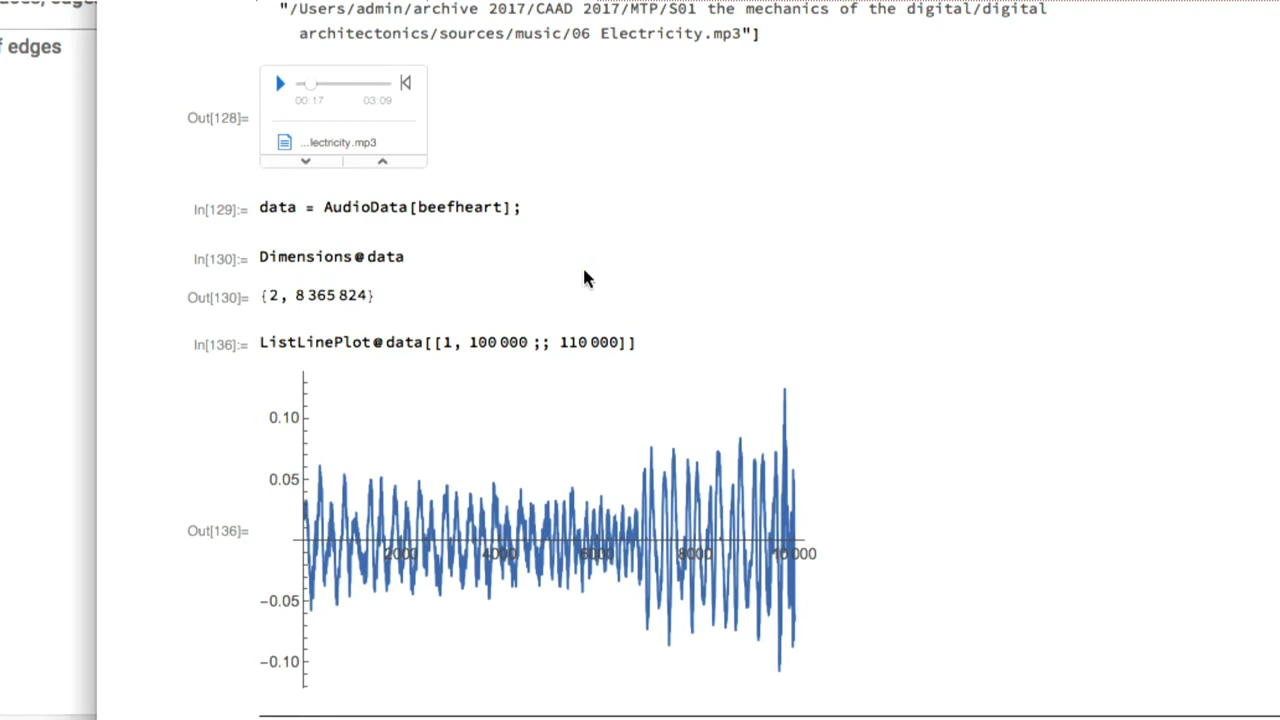 edges
"/Users/admin/archive 2017/CAAD 2017/MTP/S01 the mechanics of the digital/digital
architectonics/sources/music/06 Electricity.mp3"]
00:17 03:09
Out[128]=
...lectricity.mp3
In[129]:= data = AudioData[beefheart];
In[130]:= Dimensions@data
Out[130]= {2, 8 365 824}
In[136]:= ListLinePlot@data[[1, 100 000 ;; 110 000]]
0.10
0.05
Out[136]=
2000 4000 6000 8000 10 000
-0.05
-0.10